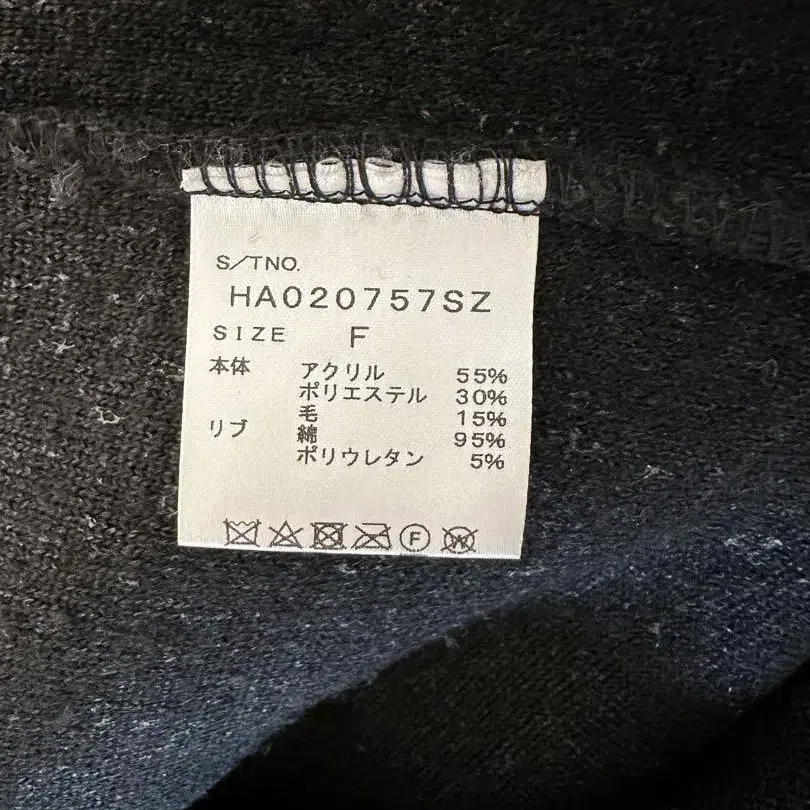 S/TNO.
HA020757SZ
SIZE F
本体 アクリル 55%
ポリエステル 30%
毛 15%
リブ 綿 95%
ポリウレタン 5%
F W